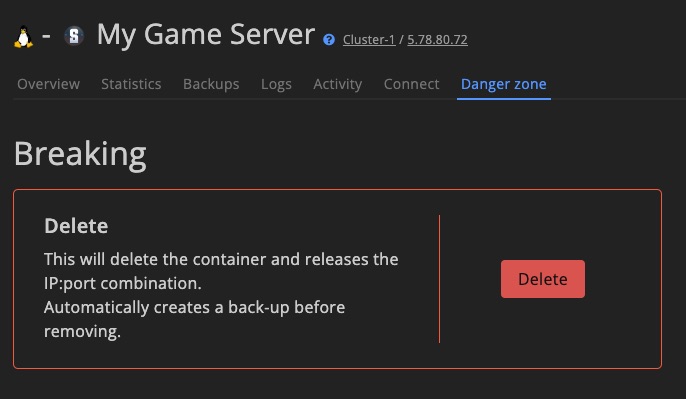 - S My Game Server ? Cluster-1 / 5.78.80.72
Overview Statistics Backups Logs Activity Connect Danger zone
Breaking
Delete
This will delete the container and releases the
IP:port combination.
Automatically creates a back-up before
removing.
Delete